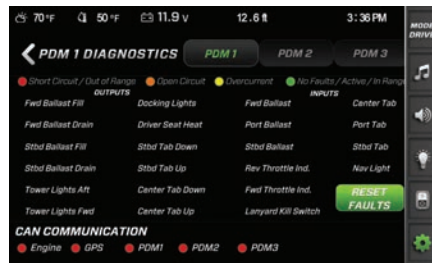 70°F 50°F 11.9 v 12.6 ft 3:36 PM
MODE
DRIVE
PDM 1 DIAGNOSTICS PDM 1 PDM 2 PDM 3
Short Circuit / Out of Range Open Circuit Overcurrent No Faults / Active / In Range
OUTPUTS INPUTS
Fwd Ballast Fill Docking Lights Fwd Ballast Center Tab
Fwd Ballast Drain Driver Seat Heat Port Ballast Port Tab
Stbd Ballast Fill Stbd Tab Down Stbd Ballast Stbd Tab
Stbd Ballast Drain Stbd Tab Up Rev Throttle Ind. Nav Light
Tower Lights Aft Center Tab Down Fwd Throttle Ind. RESET
Tower Lights Fwd Center Tab Up Lanyard Kill Switch FAULTS
CAN COMMUNICATION
Engine GPS PDM1 PDM2 PDM3